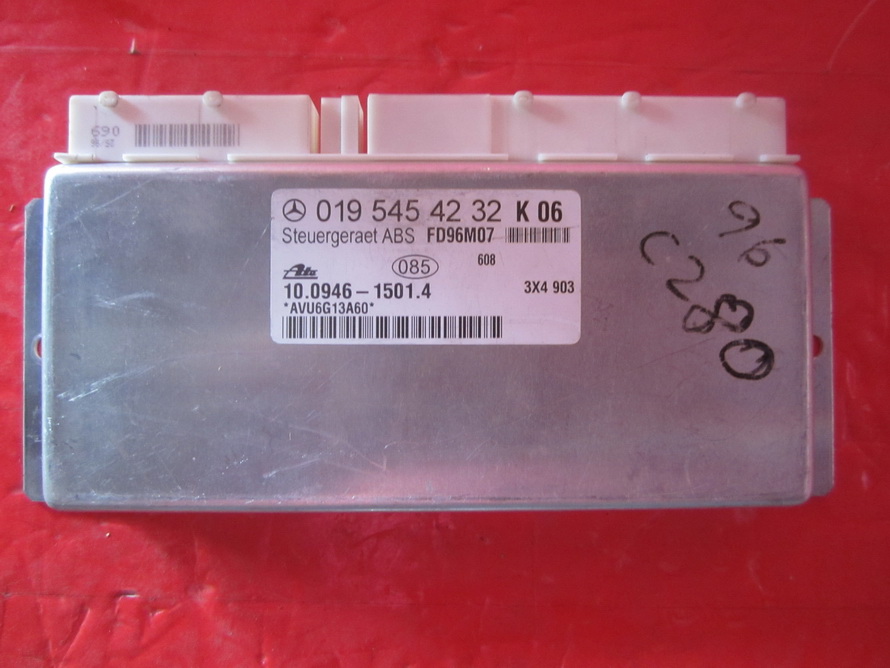 690
019 545 42 32 K 06
Steuergeraet ABS FD96M07
608
Ate 085
10.0946-1501.4 3X4 903
*AVU6G13A60*
96
C280